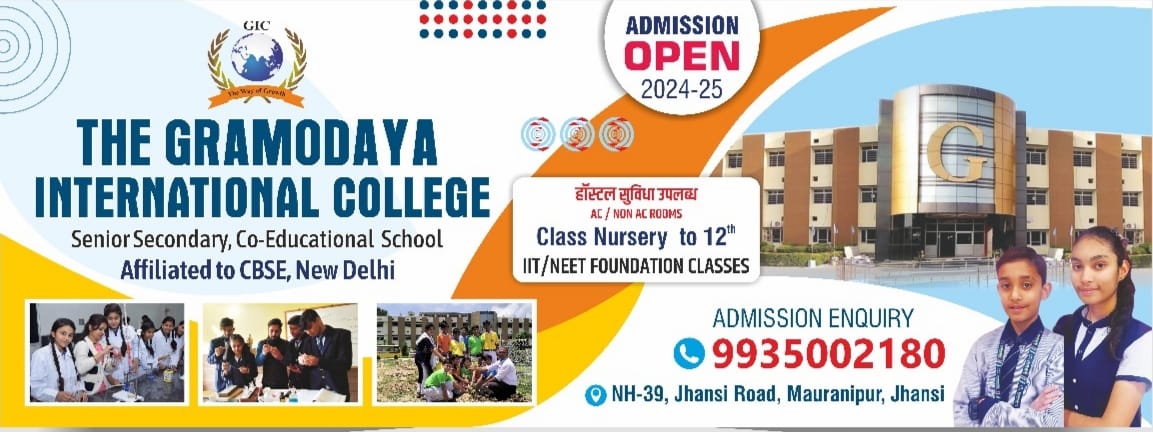 GIC
The Way of Growth
THE GRAMODAYA
INTERNATIONAL COLLEGE
Senior Secondary, Co-Educational School
Affiliated to CBSE, New Delhi
ADMISSION
OPEN
2024-25
हॉस्टल सुविधा उपलब्ध
AC / NON AC ROOMS
Class Nursery to 12th
IIT/NEET FOUNDATION CLASSES
G
ADMISSION ENQUIRY
9935002180
NH-39, Jhansi Road, Mauranipur, Jhansi